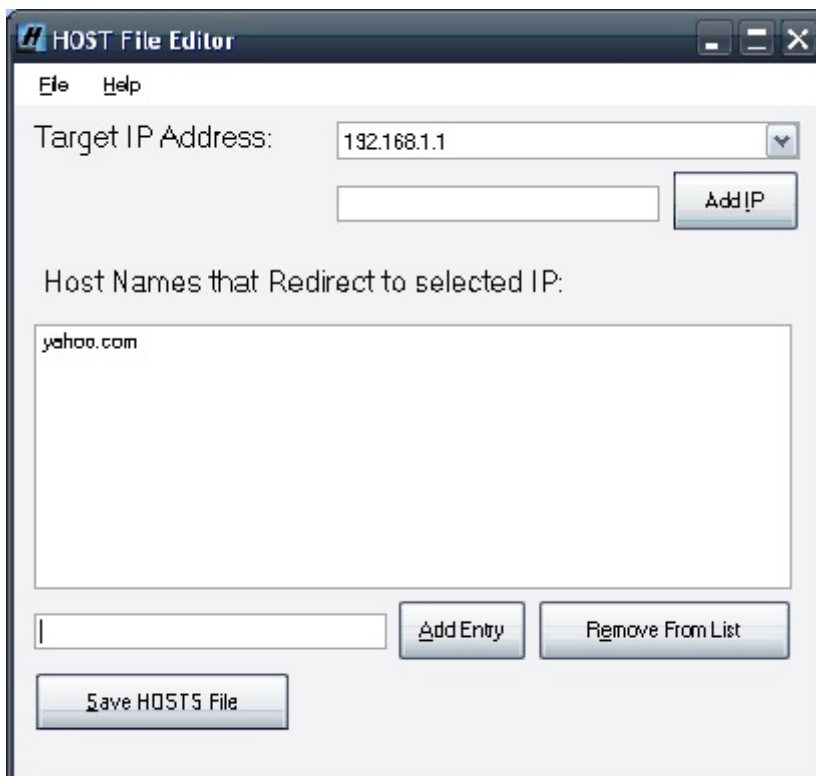 HOST File Editor
File Help
Target IP Address:
192.168.1.1
Add IP
Host Names that Redirect to selected IP:
yahoo.com
Add Entry
Remove From List
Save HOSTS File